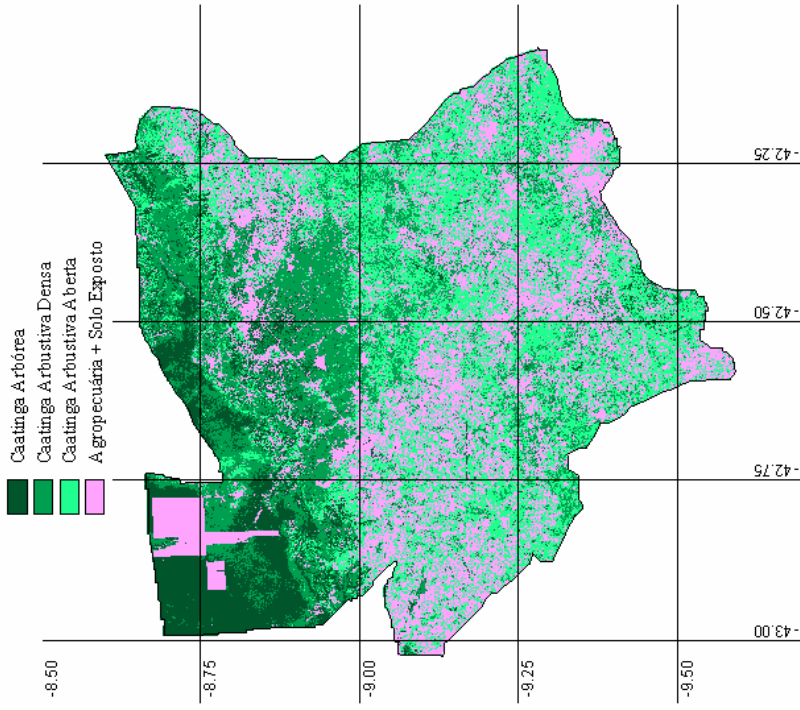 Caatinga Arbórea
Caatinga Arbustiva Densa
Caatinga Arbustiva Aberta
Agropecuária + Solo Exposto
-42.25
-42.50
-42.75
-43.00
-8.50
-8.75
-9.00
-9.25
-9.50